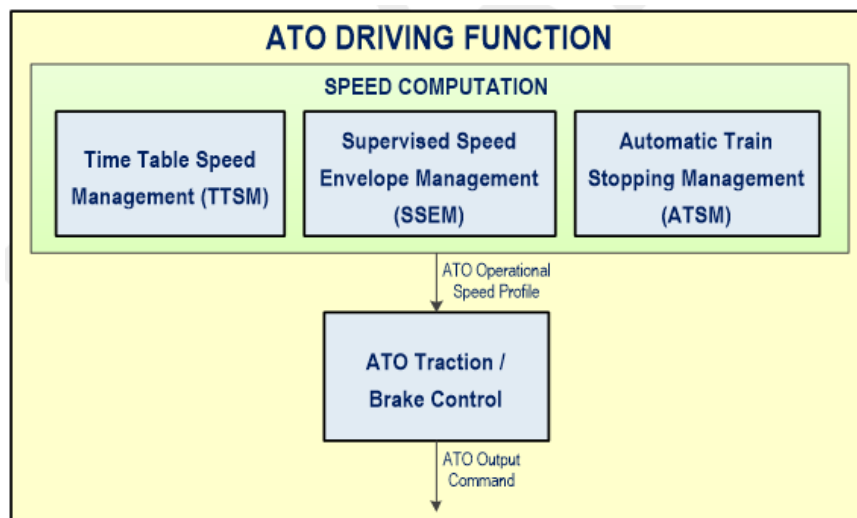 ATO DRIVING FUNCTION
SPEED COMPUTATION
Time Table Speed
Management (TTSM)
Supervised Speed
Envelope Management
(SSEM)
Automatic Train
Stopping Management
(ATSM)
ATO Operational
Speed Profile
ATO Traction /
Brake Control
ATO Output
Command